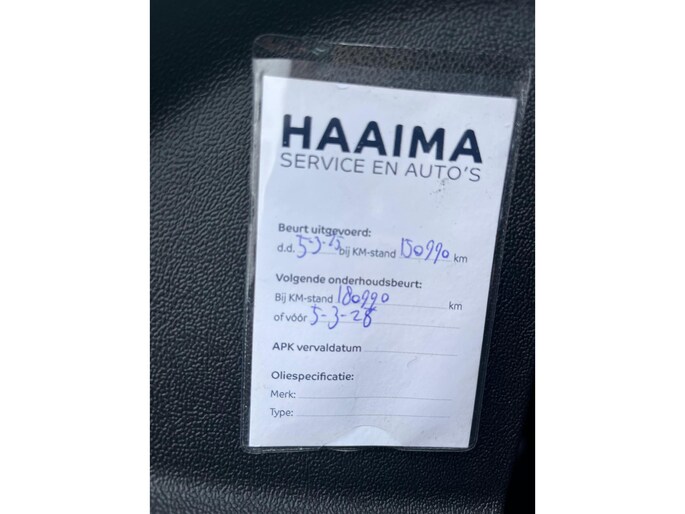 HAAIMA
SERVICE EN AUTO'S
Beurt uitgevoerd:
d.d. 5-3-25 bij KM-stand 150990 km
Volgende onderhoudsbeurt:
Bij KM-stand 180990 km
of vóór 5-3-28
APK vervaldatum
Oliespecificatie:
Merk:
Type: